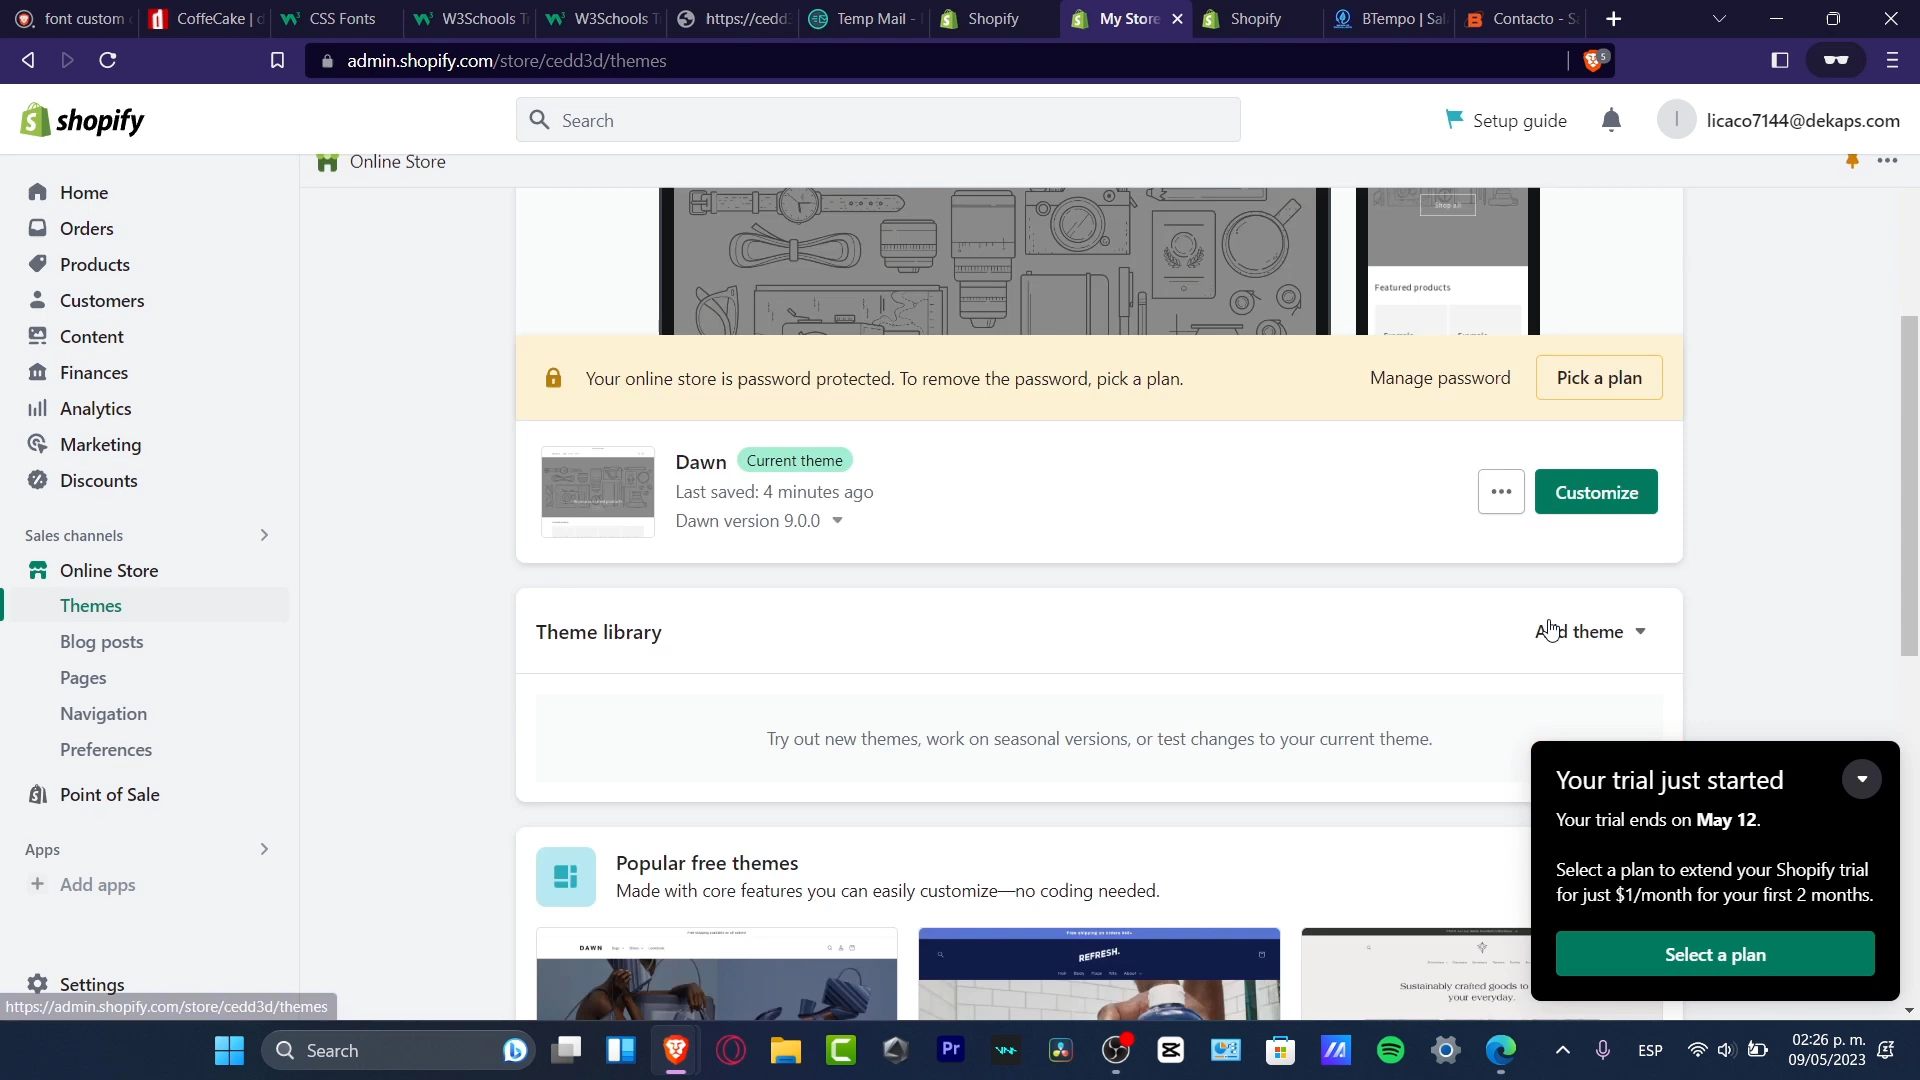 font custom
CoffeCake | d
CSS Fonts
W3Schools T
W3Schools T
https://cedd3
Temp Mail -
Shopify
My Store
Shopify
BTempo | Sal
Contacto - S
admin.shopify.com/store/cedd3d/themes
5
shopify
Search
Setup guide
I
licaco7144@dekaps.com
Online Store
Home
Orders
Products
Customers
Content
Finances
Analytics
Marketing
Discounts
Sales channels
Online Store
Themes
Blog posts
Pages
Navigation
Preferences
Point of Sale
Apps
Add apps
Settings
https://admin.shopify.com/store/cedd3d/themes
Shop all
Featured products
Your online store is password protected. To remove the password, pick a plan.
Manage password
Pick a plan
Dawn
Current theme
Last saved: 4 minutes ago
Dawn version 9.0.0
Customize
Theme library
Add theme
Try out new themes, work on seasonal versions, or test changes to your current theme.
Popular free themes
Made with core features you can easily customize—no coding needed.
DAWN
REFRESH.
Sustainably crafted goods to
your everyday.
Your trial just started
Your trial ends on May 12.
Select a plan to extend your Shopify trial
for just $1/month for your first 2 months.
Select a plan
Search
Pr
ESP
02:26 p. m.
09/05/2023